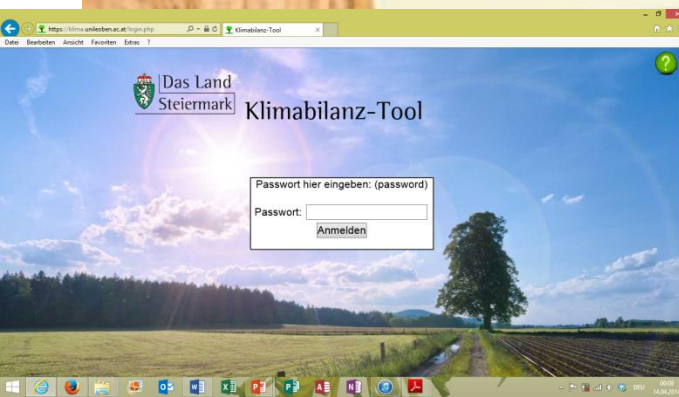 https://klima.unileoben.ac.at/login.php
Klimabilanz-Tool
Datei Bearbeiten Ansicht Favoriten Extras ?
Das Land
Steiermark
Klimabilanz-Tool
Passwort hier eingeben: (password)
Passwort:
Anmelden
DEU